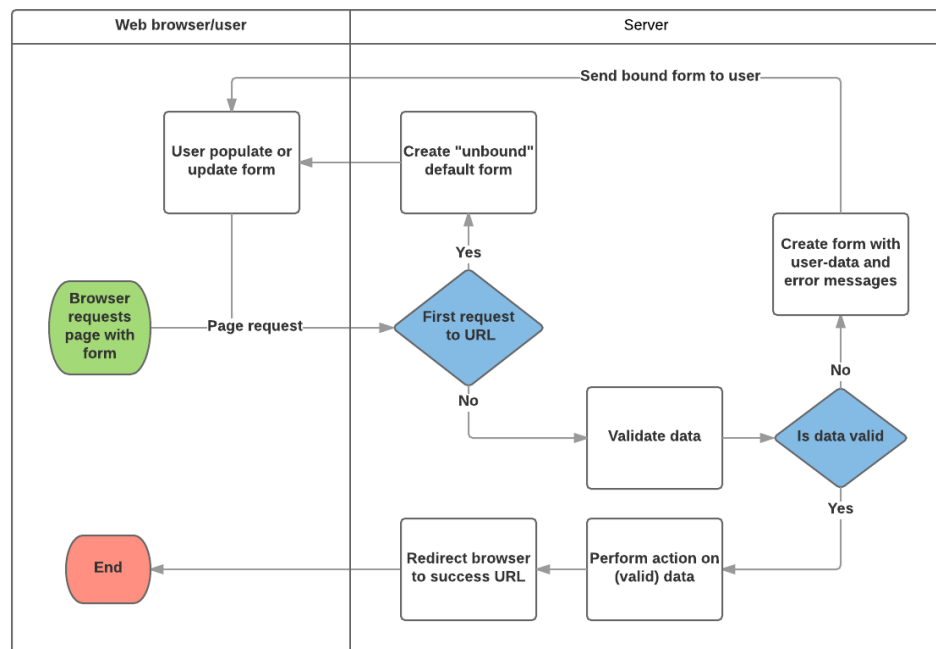 Web browser/user
Server
Send bound form to user
User populate or
update form
Create "unbound"
default form
Yes
Create form with
user-data and
error messages
Browser
requests
page with
form
Page request
First request
to URL
No
No
Validate data
Is data valid
Yes
End
Redirect browser
to success URL
Perform action on
(valid) data